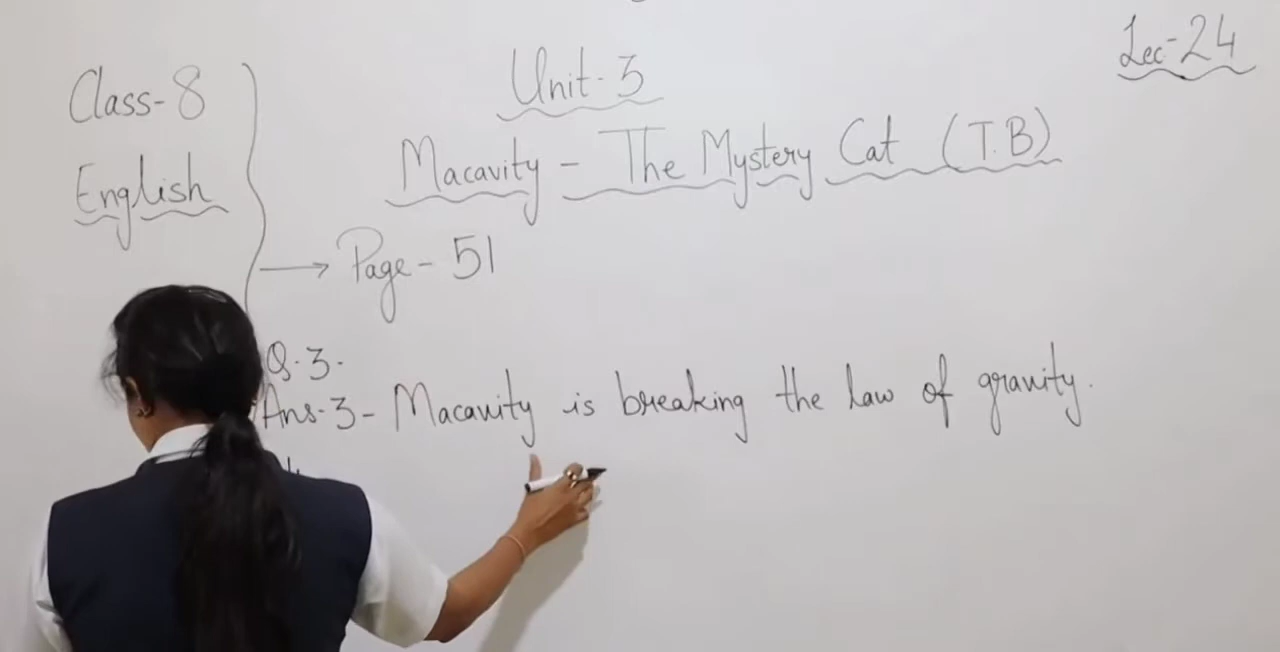 Lec-24
Class-8
English
Unit-3
Macavity - The Mystery Cat (T.B)
→ Page - 51
Q.3.
Ans.3 - Macavity is breaking the law of gravity.